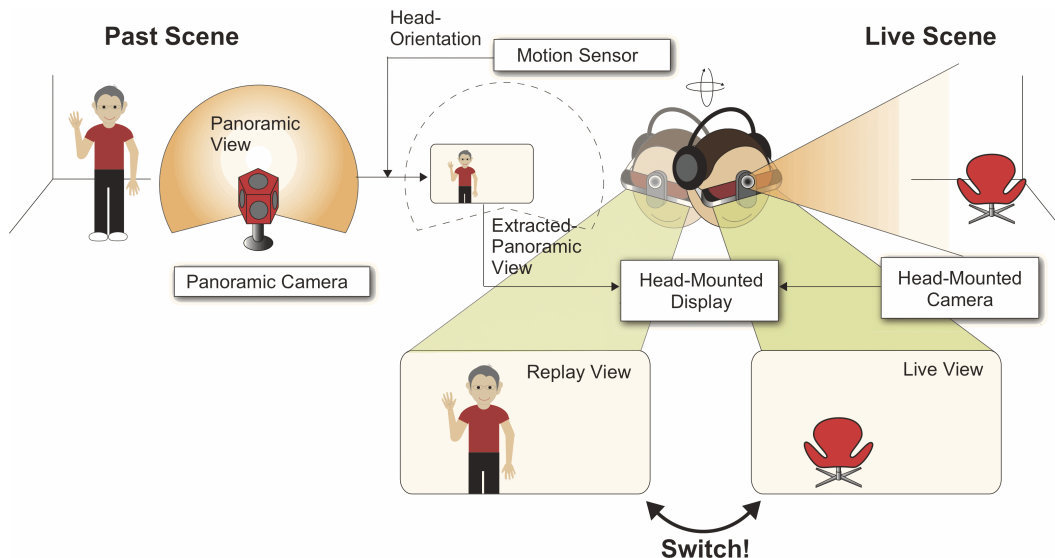 Past Scene
Head-
Orientation
Motion Sensor
Live Scene
Panoramic
View
Panoramic Camera
Extracted-
Panoramic
View
Head-Mounted
Display
Head-Mounted
Camera
Replay View
Live View
Switch!